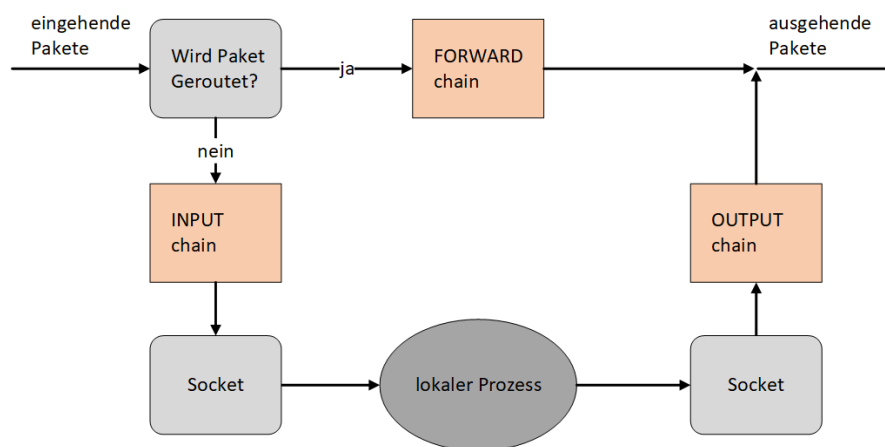 eingehende
Pakete
Wird Paket
Geroutet?
ja
FORWARD
chain
ausgehende
Pakete
nein
INPUT
chain
OUTPUT
chain
Socket
lokaler Prozess
Socket